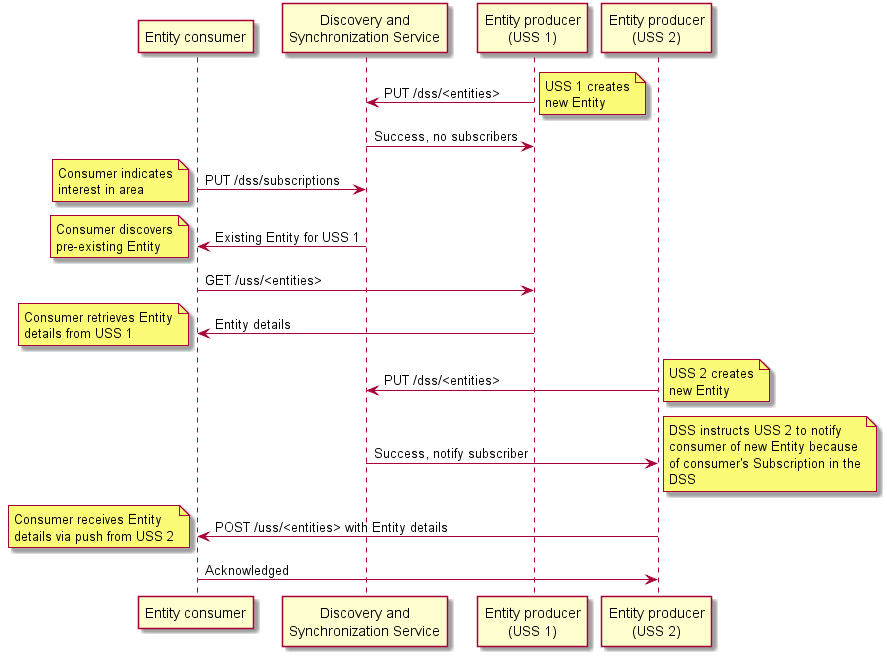 Entity consumer
Discovery and
Synchronization Service
Entity producer
(USS 1)
Entity producer
(USS 2)
PUT /dss/<entities>
USS 1 creates
new Entity
Success, no subscribers
Consumer indicates
interest in area
PUT /dss/subscriptions
Consumer discovers
pre-existing Entity
Existing Entity for USS 1
GET /uss/<entities>
Consumer retrieves Entity
details from USS 1
Entity details
PUT /dss/<entities>
USS 2 creates
new Entity
Success, notify subscriber
DSS instructs USS 2 to notify
consumer of new Entity because
of consumer's Subscription in the
DSS
Consumer receives Entity
details via push from USS 2
POST /uss/<entities> with Entity details
Acknowledged
Entity consumer
Discovery and
Synchronization Service
Entity producer
(USS 1)
Entity producer
(USS 2)